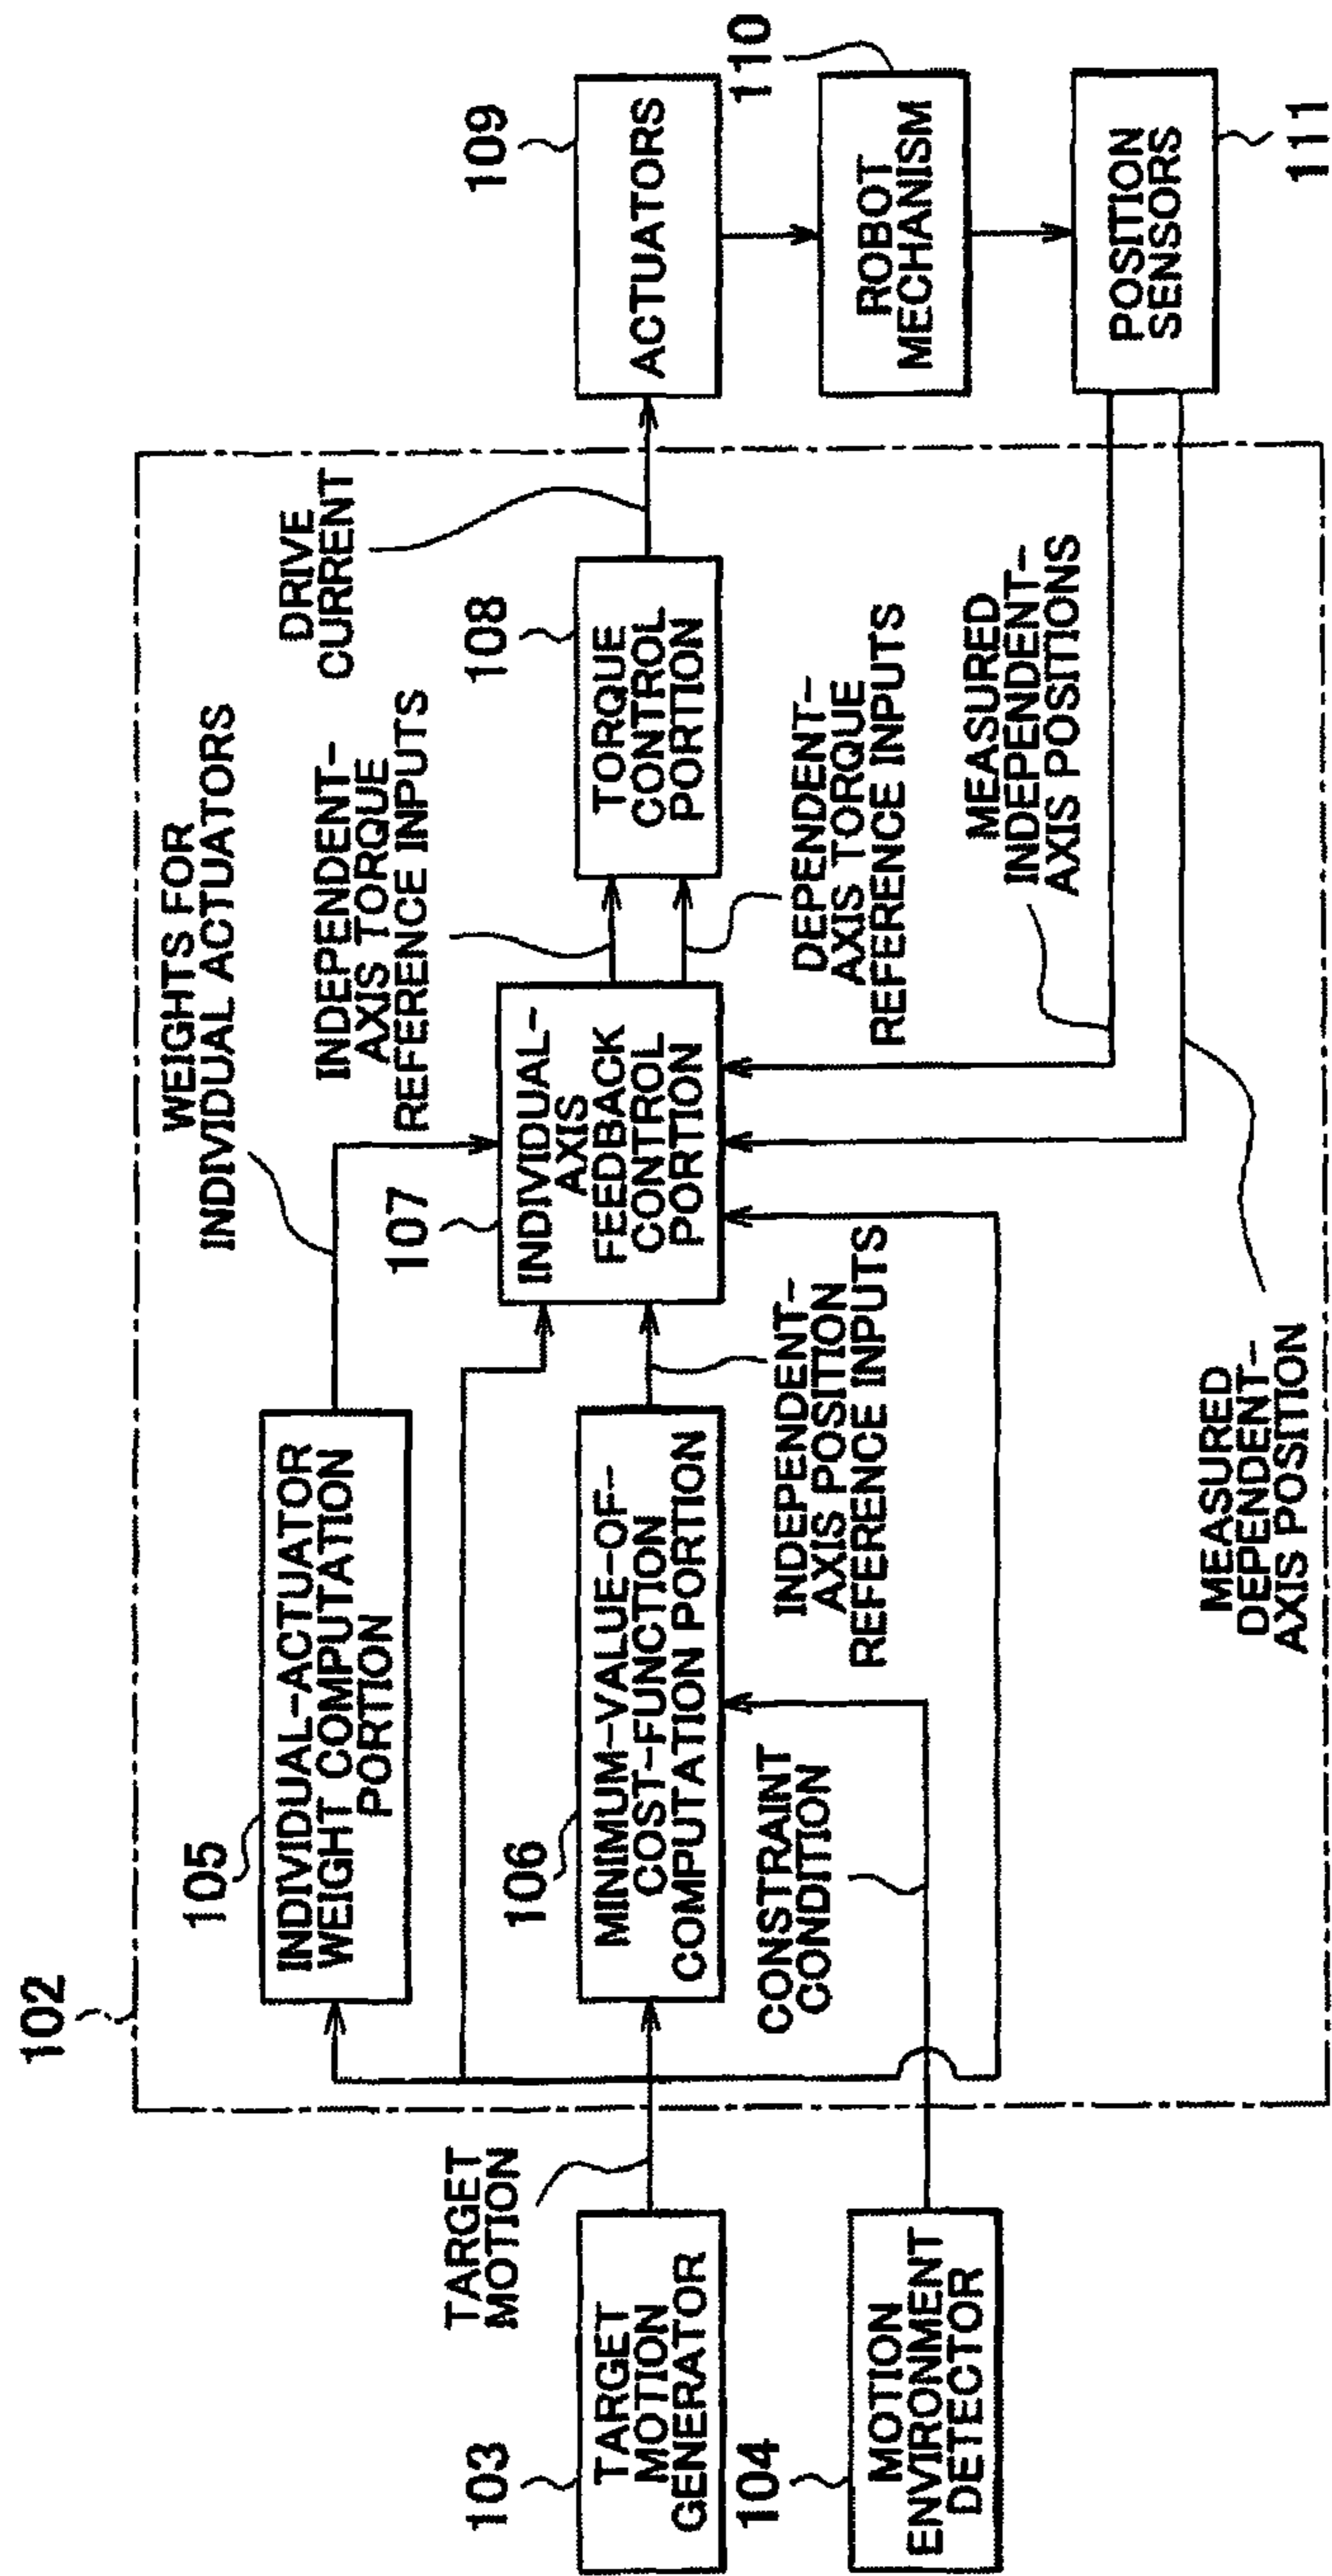 102
103
TARGET
MOTION
GENERATOR
104
MOTION
ENVIRONMENT
DETECTOR
TARGET
MOTION
105
INDIVIDUAL-ACTUATOR
WEIGHT COMPUTATION
PORTION
106
MINIMUM-VALUE-OF-
COST-FUNCTION
COMPUTATION PORTION
CONSTRAINT
CONDITION
WEIGHTS FOR
INDIVIDUAL ACTUATORS
107
INDIVIDUAL-
AXIS
FEEDBACK
CONTROL
PORTION
INDEPENDENT-
AXIS POSITION
REFERENCE INPUTS
INDEPENDENT-
AXIS TORQUE
REFERENCE INPUTS
DEPENDENT-
AXIS TORQUE
REFERENCE INPUTS
108
TORQUE
CONTROL
PORTION
DRIVE
CURRENT
MEASURED
INDEPENDENT-
AXIS POSITIONS
MEASURED
DEPENDENT-
AXIS POSITION
109
ACTUATORS
110
ROBOT
MECHANISM
111
POSITION
SENSORS